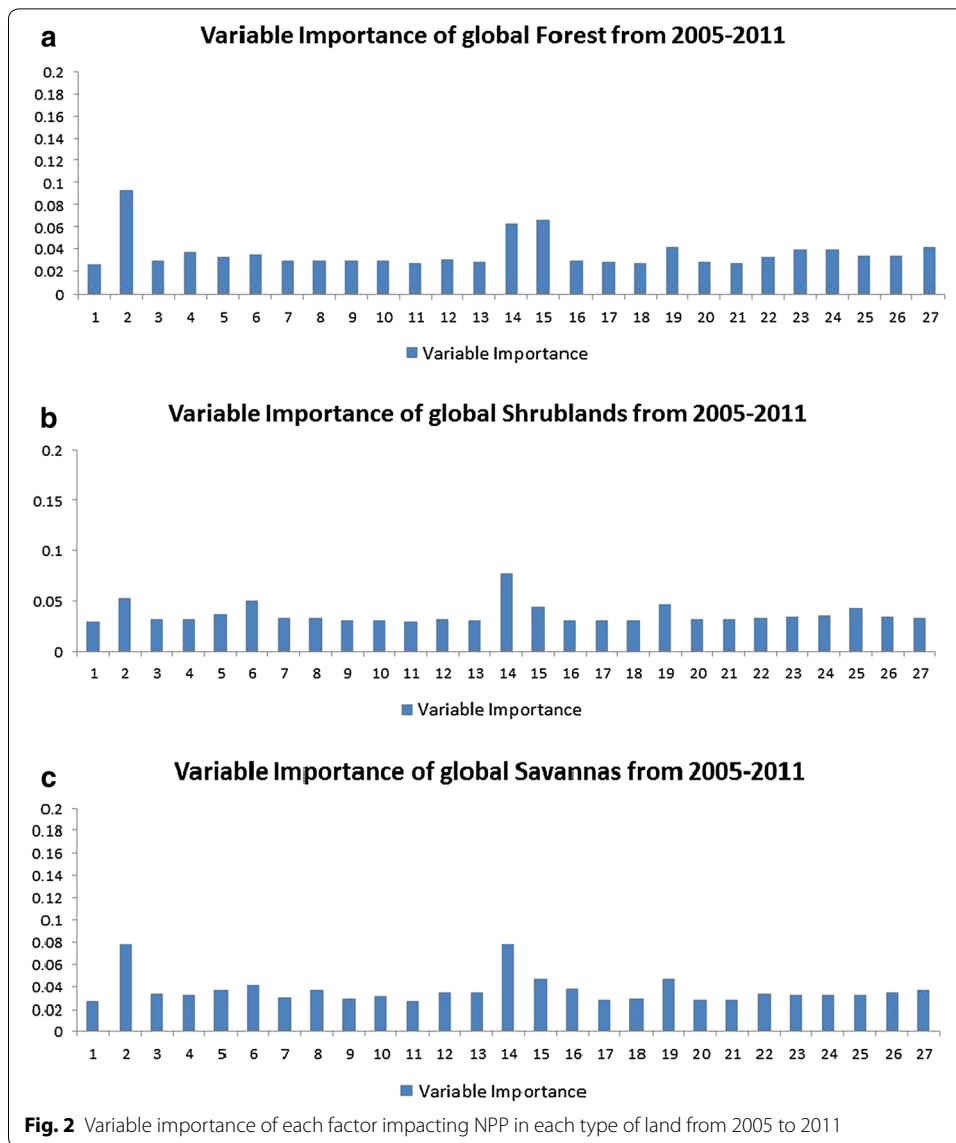 a
Variable Importance of global Forest from 2005-2011
0.2
0.18
0.16
0.14
0.12
0.1
0.08
0.06
0.04
0.02
0
1 2 3 4 5 6 7 8 9 10 11 12 13 14 15 16 17 18 19 20 21 22 23 24 25 26 27
Variable Importance
b
Variable Importance of global Shrublands from 2005-2011
0.2
0.15
0.1
0.05
0
1 2 3 4 5 6 7 8 9 10 11 12 13 14 15 16 17 18 19 20 21 22 23 24 25 26 27
Variable Importance
c
Variable Importance of global Savannas from 2005-2011
0.2
0.18
0.16
0.14
0.12
0.1
0.08
0.06
0.04
0.02
0
1 2 3 4 5 6 7 8 9 10 11 12 13 14 15 16 17 18 19 20 21 22 23 24 25 26 27
Variable Importance
Fig. 2 Variable importance of each factor impacting NPP in each type of land from 2005 to 2011